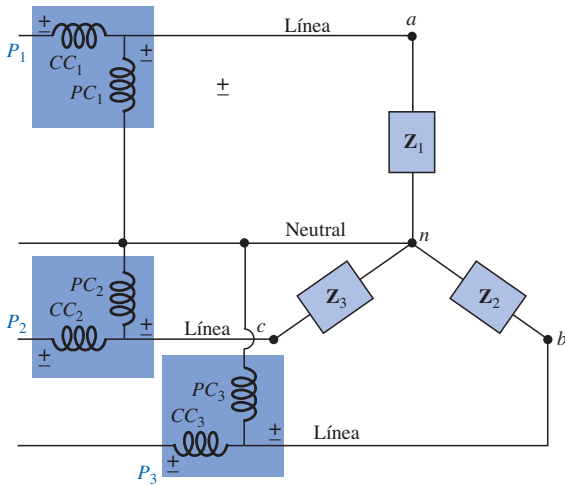 Línea
a
±
P₁
CC₁
±
PC₁
±
Z₁
Neutral
n
PC₂
Z₃
Z₂
CC₂
P₂
±
±
Línea
c
b
PC₃
CC₃
±
Línea
±
P₃